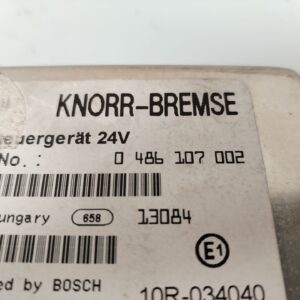 KNORR-BREMSE
euergerät 24V
No.: 0 486 107 002
ungary 658 13084
E1
ed by BOSCH 10R-034040